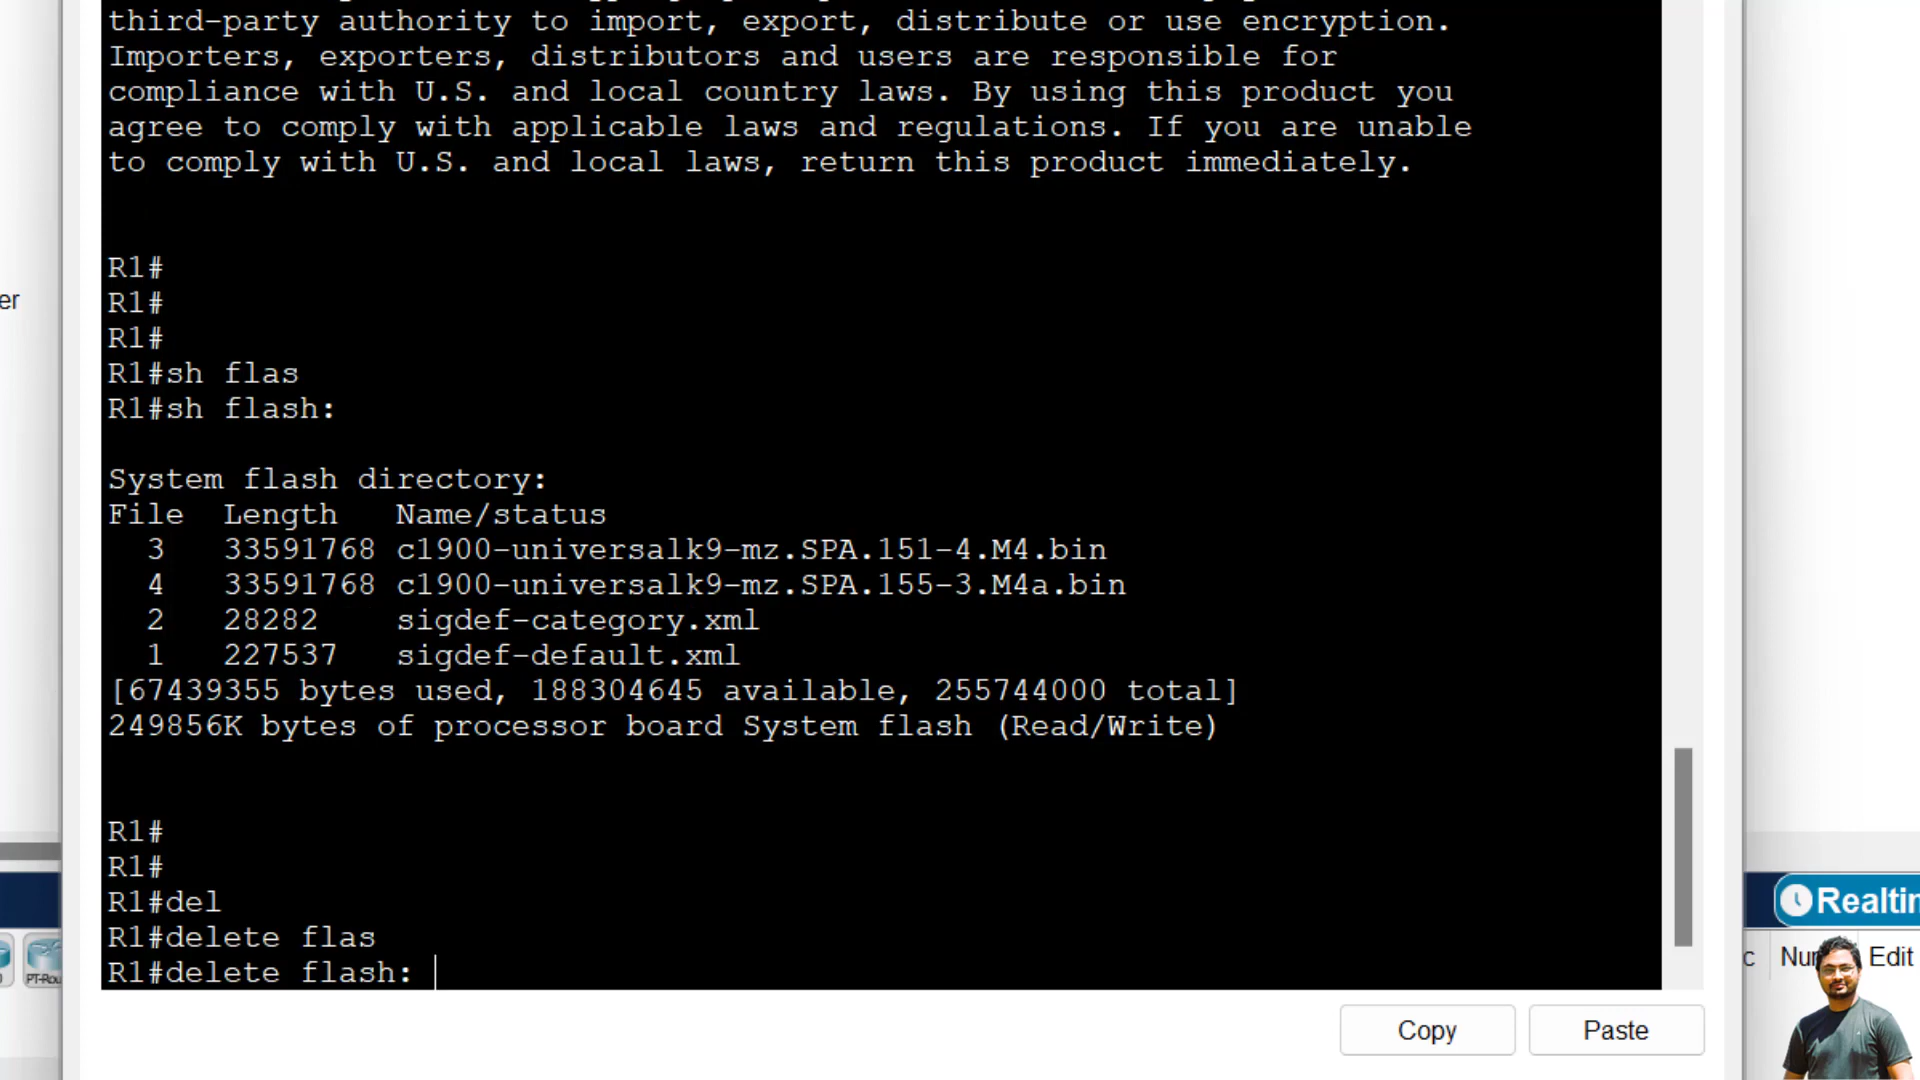 third-party authority to import, export, distribute or use encryption.
Importers, exporters, distributors and users are responsible for
compliance with U.S. and local country laws. By using this product you
agree to comply with applicable laws and regulations. If you are unable
to comply with U.S. and local laws, return this product immediately.
R1#
R1#
er
R1#
R1#sh flas
R1#sh flash:
System flash directory:
File Length Name/status
3 33591768 c1900-universalk9-mz.SPA.151-4.M4.bin
4 33591768 c1900-universalk9-mz.SPA.155-3.M4a.bin
2 28282 sigdef-category.xml
1 227537 sigdef-default.xml
[67439355 bytes used, 188304645 available, 255744000 total]
249856K bytes of processor board System flash (Read/Write)
R1#
R1#
R1#del
Realtin
R1#delete flas
c Nu Edit
R1#delete flash:
PT-Rou
Copy Paste